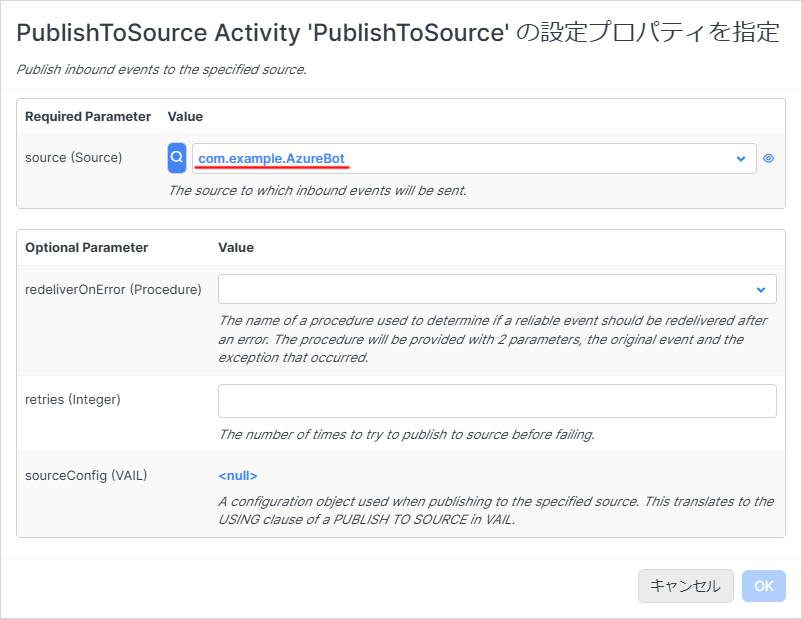 PublishToSource Activity 'PublishToSource' の設定プロパティを指定
Publish inbound events to the specified source.
Required Parameter Value
source (Source) com.example.AzureBot
The source to which inbound events will be sent.
Optional Parameter Value
redeliverOnError (Procedure)
The name of a procedure used to determine if a reliable event should be redelivered after
an error. The procedure will be provided with 2 parameters, the original event and the
exception that occurred.
retries (Integer)
The number of times to try to publish to source before failing.
sourceConfig (VAIL) <null>
A configuration object used when publishing to the specified source. This translates to the
USING clause of a PUBLISH TO SOURCE in VAIL.
キャンセル OK